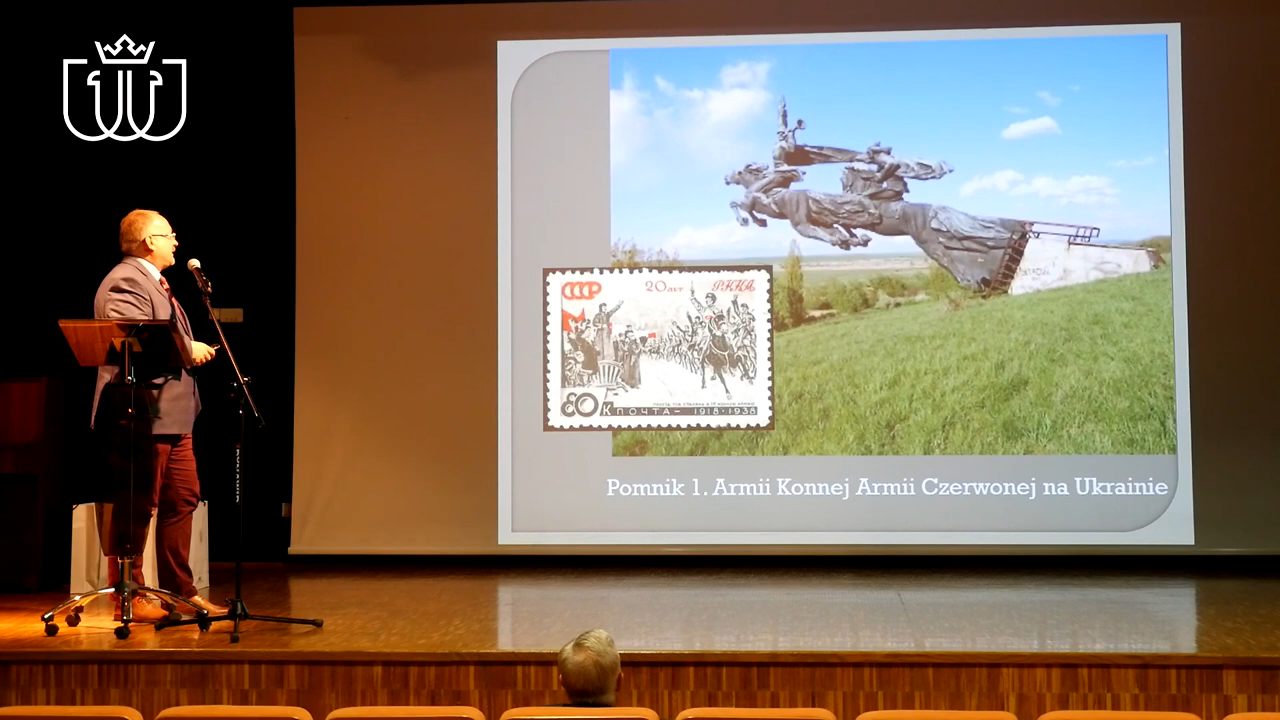 СССР
20 лет РККА
80 К ПОЧТА - 1918 · 1938
Pomnik 1. Armii Konnej Armii Czerwonej na Ukrainie